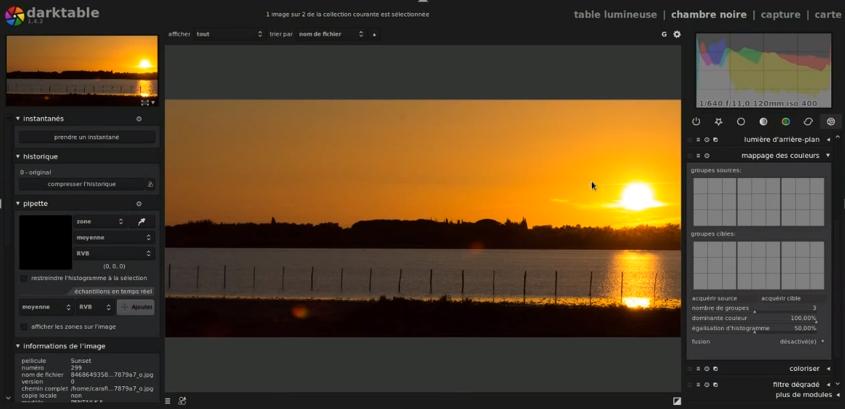 darktable
1.4.2
1 image sur 2 de la collection courante est sélectionnée
table lumineuse | chambre noire | capture | carte
afficher tout trier par nom de fichier
G
1/640 f/11,0 120mm iso 400
instantanés
prendre un instantané
historique
0 - original
compresser l'historique
pipette
zone
moyenne
RVB
(0, 0, 0)
restreindre l'histogramme à la sélection
échantillons en temps réel
moyenne RVB Ajouter
afficher les zones sur l'image
informations de l'image
pellicule Sunset
numéro 299
nom de fichier 8468649358...7879a7_o.jpg
version 0
chemin complet /home/carafi...7879a7_o.jpg
copie locale non
lumière d'arrière-plan
mappage des couleurs
groupes sources:
groupes cibles:
acquérir source acquérir cible
nombre de groupes 3
dominante couleur 100,00%
égalisation d'histogramme 50,00%
fusion désactivé(e)
coloriser
filtre dégradé
plus de modules